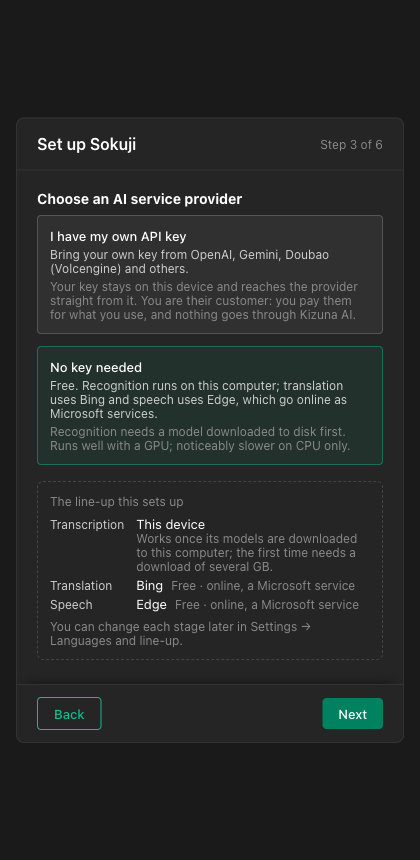 Set up Sokuji
Step 3 of 6
Choose an AI service provider
I have my own API key
Bring your own key from OpenAI, Gemini, Doubao
(Volcengine) and others.
Your key stays on this device and reaches the provider
straight from it. You are their customer: you pay them
for what you use, and nothing goes through Kizuna AI.
No key needed
Free. Recognition runs on this computer; translation
uses Bing and speech uses Edge, which go online as
Microsoft services.
Recognition needs a model downloaded to disk first.
Runs well with a GPU; noticeably slower on CPU only.
The line-up this sets up
Transcription This device
Works once its models are downloaded
to this computer; the first time needs a
download of several GB.
Translation Bing Free · online, a Microsoft service
Speech Edge Free · online, a Microsoft service
You can change each stage later in Settings →
Languages and line-up.
Back
Next